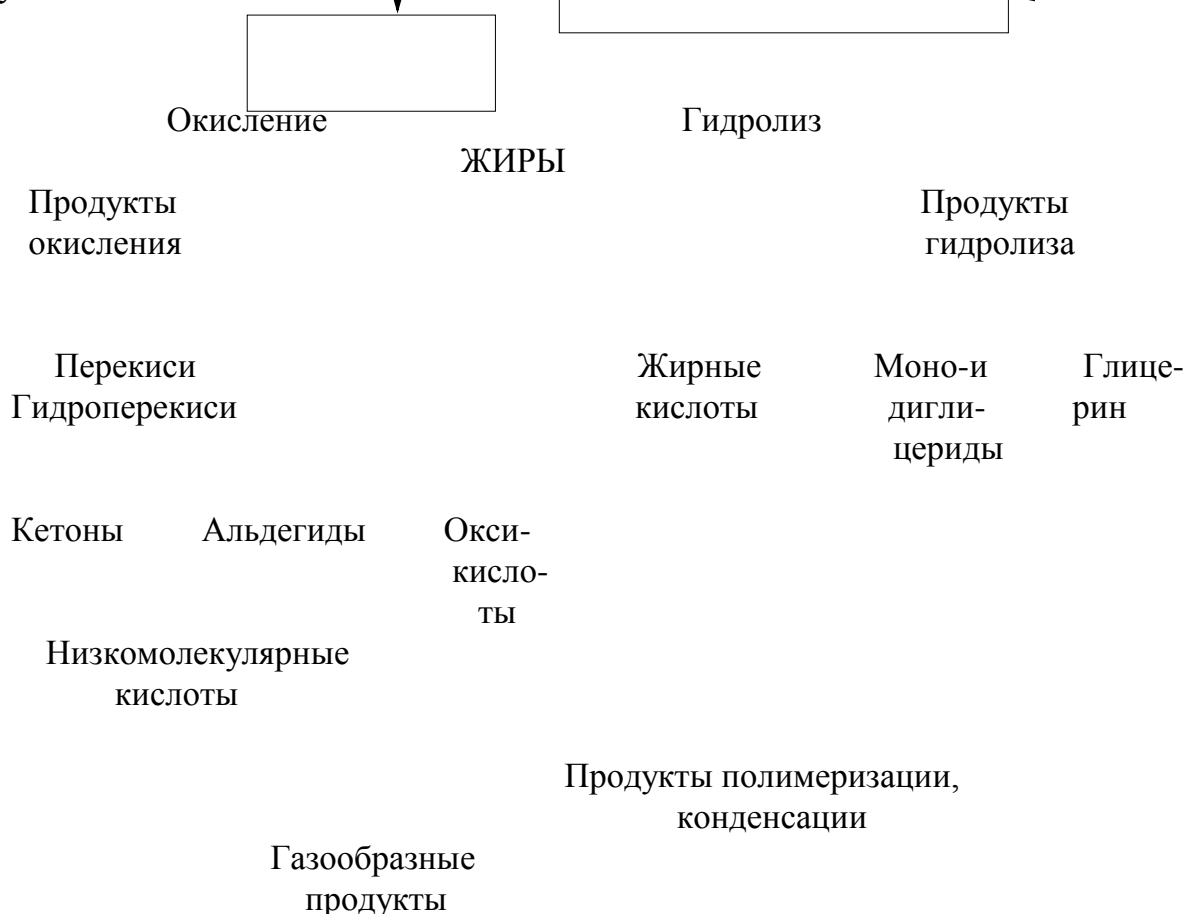 Окисление Гидролиз
ЖИРЫ
Продукты Продукты
окисления гидролиза
Перекиси Жирные Моно-и Глице-
Гидроперекиси кислоты дигли- рин
цериды
Кетоны Альдегиды Окси-
кисло-
ты
Низкомолекулярные
кислоты
Продукты полимеризации,
конденсации
Газообразные
продукты